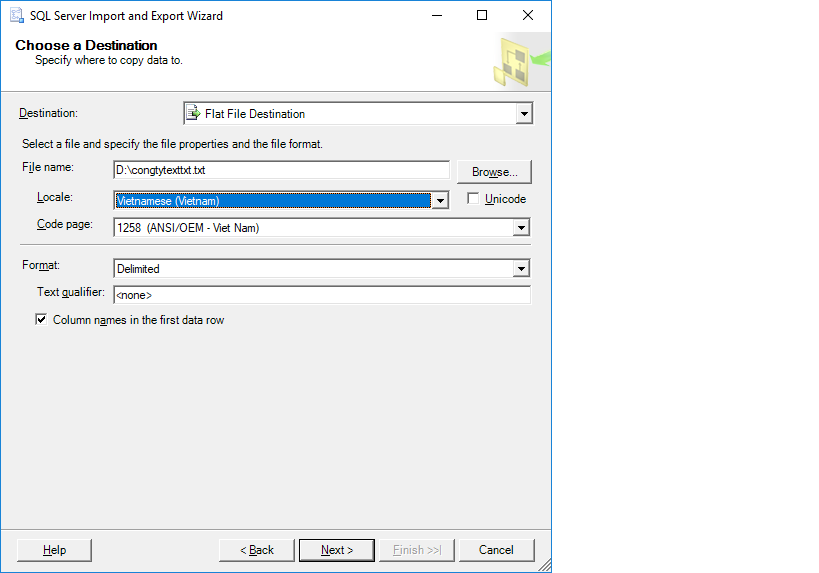 SQL Server Import and Export Wizard
Choose a Destination
Specify where to copy data to.
Destination: Flat File Destination
Select a file and specify the file properties and the file format.
File name: D:\congtytexttxt.txt Browse...
Locale: Vietnamese (Vietnam) Unicode
Code page: 1258 (ANSI/OEM - Viet Nam)
Format: Delimited
Text qualifier: <none>
Column names in the first data row
Help < Back Next > Finish >>| Cancel